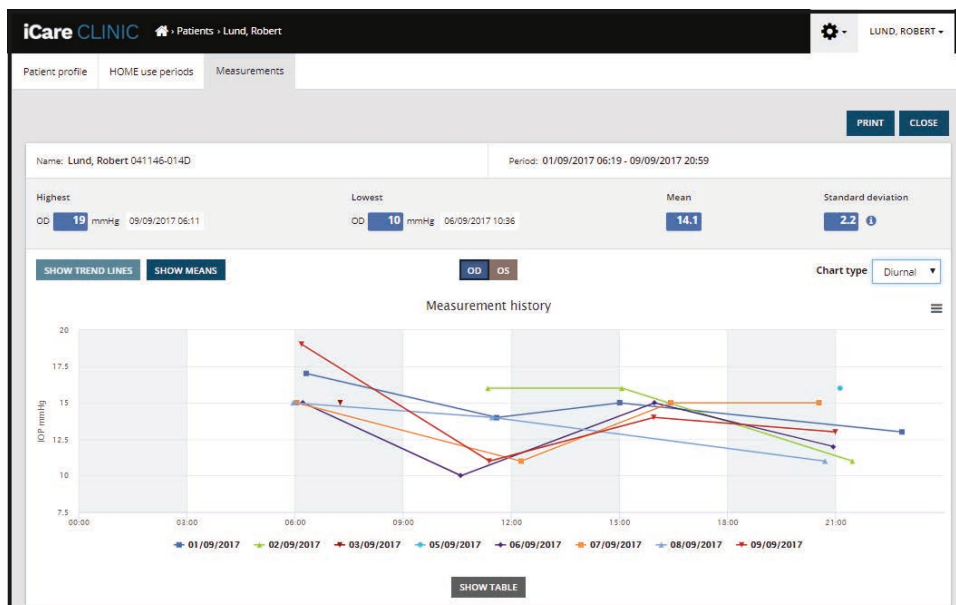 iCare CLINIC › Patients › Lund, Robert LUND, ROBERT
Patient profile HOME use periods Measurements
PRINT CLOSE
Name: Lund, Robert 041146-014D Period: 01/09/2017 06:19 - 09/09/2017 20:59
Highest Lowest Mean Standard deviation
OD 19 mmHg 09/09/2017 06:11 OD 10 mmHg 06/09/2017 10:36 14.1 2.2 i
SHOW TREND LINES SHOW MEANS OD OS Chart type Diurnal
Measurement history
20
17.5
15
12.5
10
7.5
IOP mmHg
00:00 03:00 06:00 09:00 12:00 15:00 18:00 21:00
01/09/2017 02/09/2017 03/09/2017 05/09/2017 06/09/2017 07/09/2017 08/09/2017 09/09/2017
SHOW TABLE